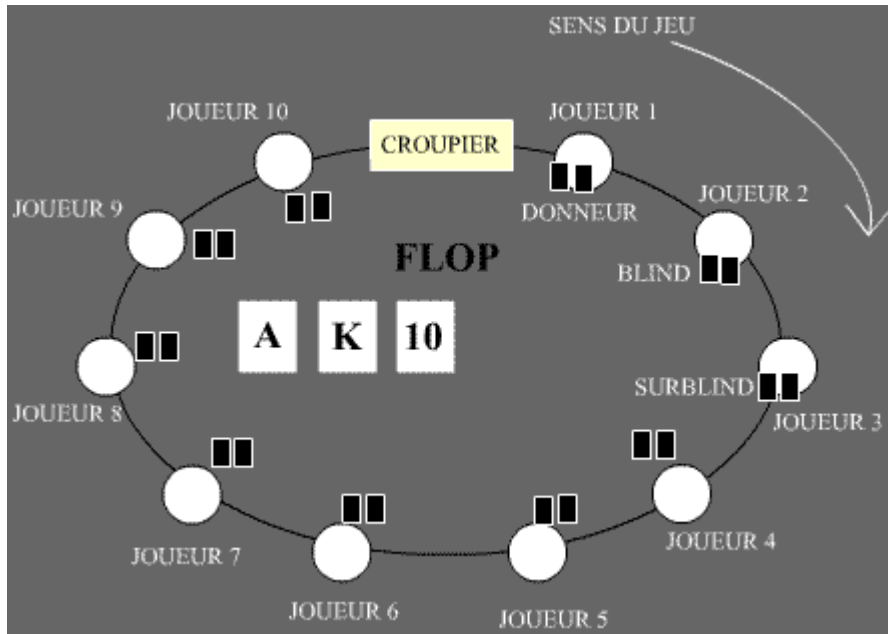 SENS DU JEU
JOUEUR 10
JOUEUR 1
CROUPIER
JOUEUR 2
JOUEUR 9
DONNEUR
FLOP
BLIND
A K 10
SURBLIND
JOUEUR 8
JOUEUR 3
JOUEUR 4
JOUEUR 7
JOUEUR 6
JOUEUR 5